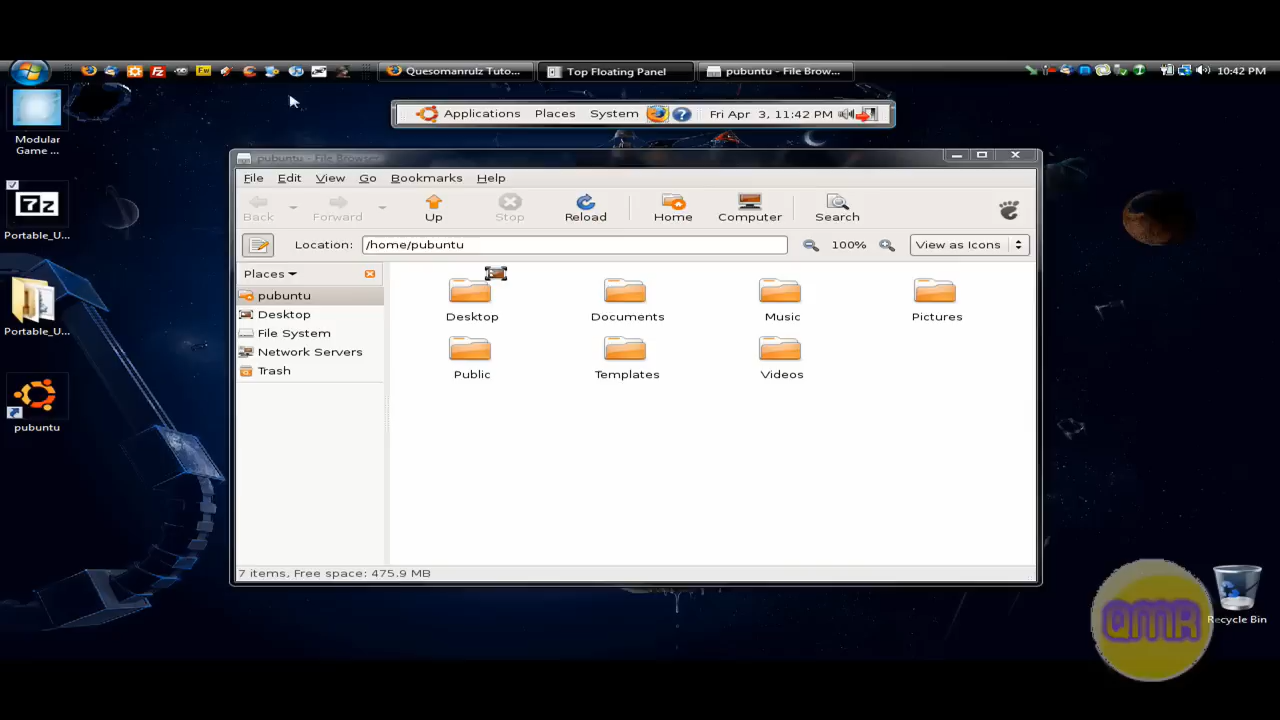 Quesomanrulz Tuto...
Top Floating Panel
pubuntu - File Brow...
10:42 PM
Modular
Game ...
7z
Portable_U...
Portable_U...
pubuntu
Applications Places System ? Fri Apr 3, 11:42 PM
pubuntu - File Browser
File Edit View Go Bookmarks Help
Back Forward Up Stop Reload Home Computer Search
Location: /home/pubuntu 100% View as Icons
Places
pubuntu
Desktop
File System
Network Servers
Trash
Desktop Documents Music Pictures
Public Templates Videos
7 items, Free space: 475.9 MB
QMR
Recycle Bin